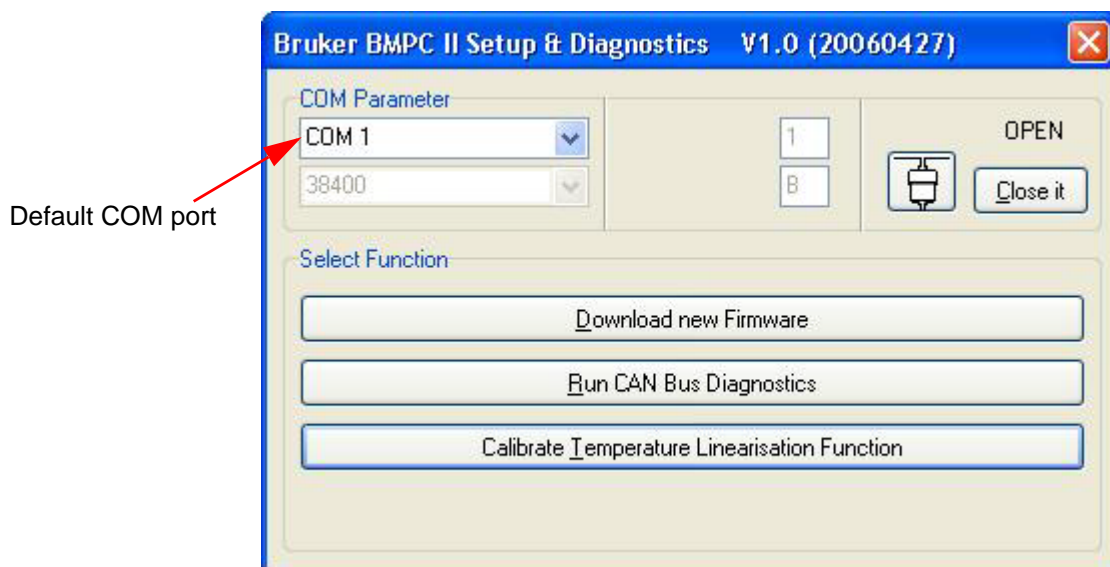 Bruker BMPC II Setup & Diagnostics V1.0 (20060427)
COM Parameter
COM 1
38400
1
B
OPEN
Close it
Default COM port
Select Function
Download new Firmware
Run CAN Bus Diagnostics
Calibrate Temperature Linearisation Function